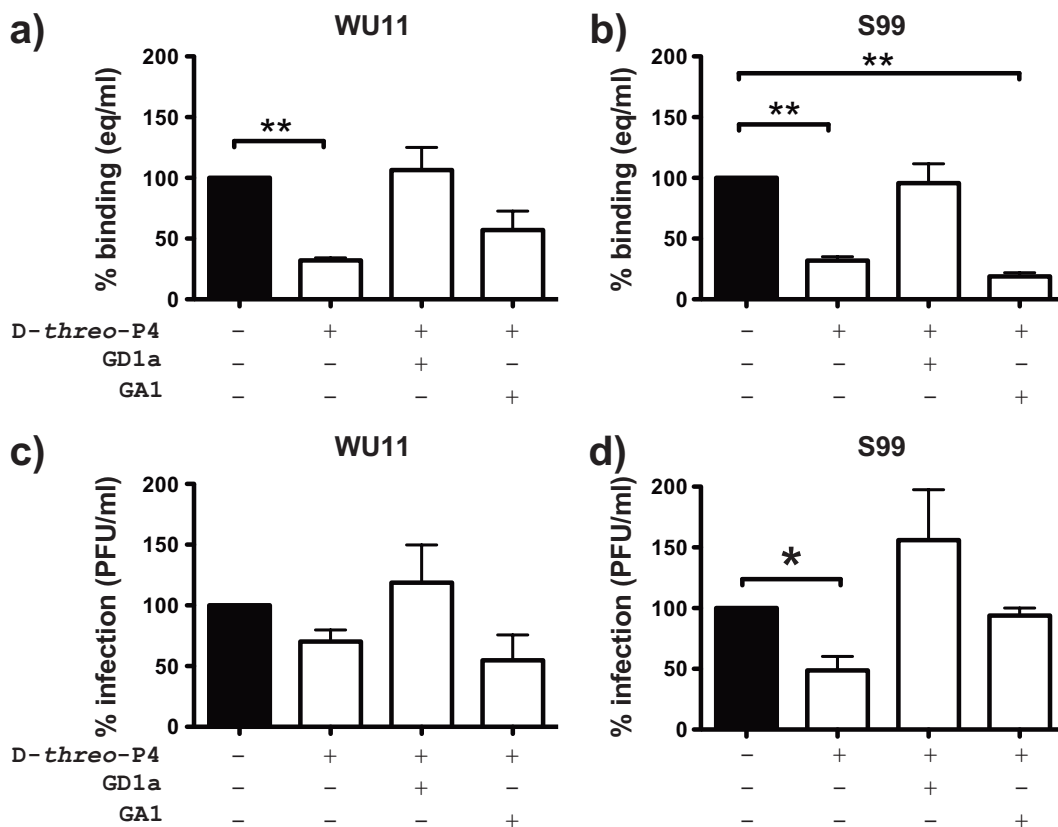 a) WU11
% binding (eq/ml)
200
150
100
50
0
**
D-threo-P4 − + + +
GD1a − − + −
GA1 − − − +
b) S99
% binding (eq/ml)
200
150
100
50
0
**
**
− + + +
− − + −
− − − +
c) WU11
% infection (PFU/ml)
200
150
100
50
0
D-threo-P4 − + + +
GD1a − − + −
GA1 − − − +
d) S99
% infection (PFU/ml)
200
150
100
50
0
*
− + + +
− − + −
− − − +